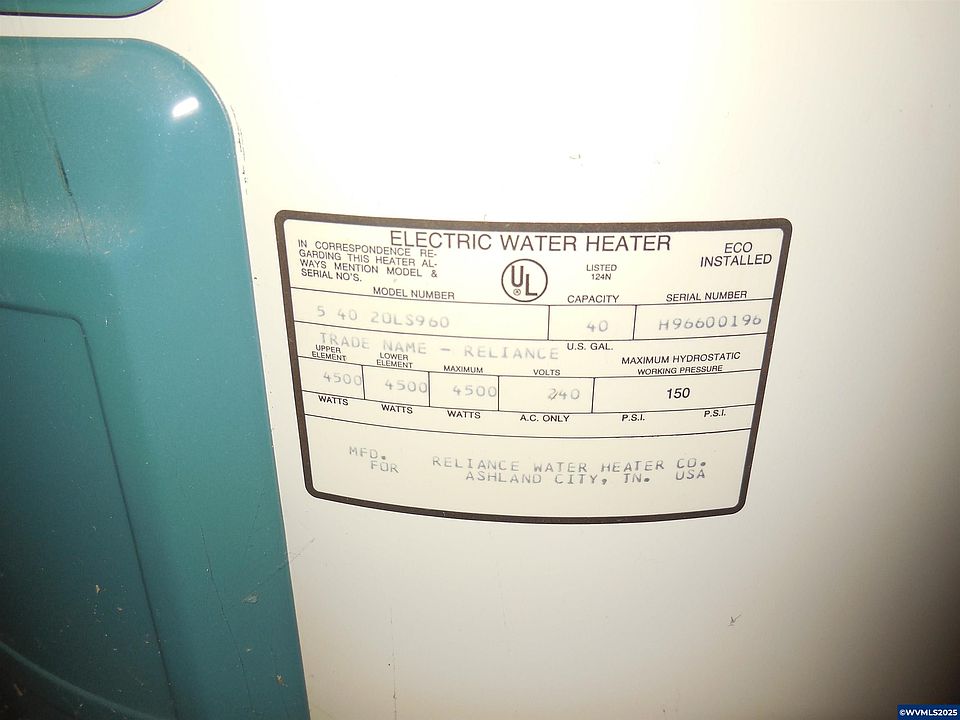 ELECTRIC WATER HEATER
IN CORRESPONDENCE RE-
GARDING THIS HEATER AL-
WAYS MENTION MODEL &
SERIAL NO'S.
UL
LISTED
124N
ECO
INSTALLED
MODEL NUMBER
CAPACITY
SERIAL NUMBER
5 40 20LS960
40
H96600196
U.S. GAL.
TRADE NAME - RELIANCE
UPPER
ELEMENT
LOWER
ELEMENT
MAXIMUM
VOLTS
MAXIMUM HYDROSTATIC
WORKING PRESSURE
4500
4500
4500
240
150
WATTS
WATTS
WATTS
A.C. ONLY
P.S.I.
P.S.I.
MFD.
FOR
RELIANCE WATER HEATER CO.
ASHLAND CITY, TN. USA
©WVMLS2025